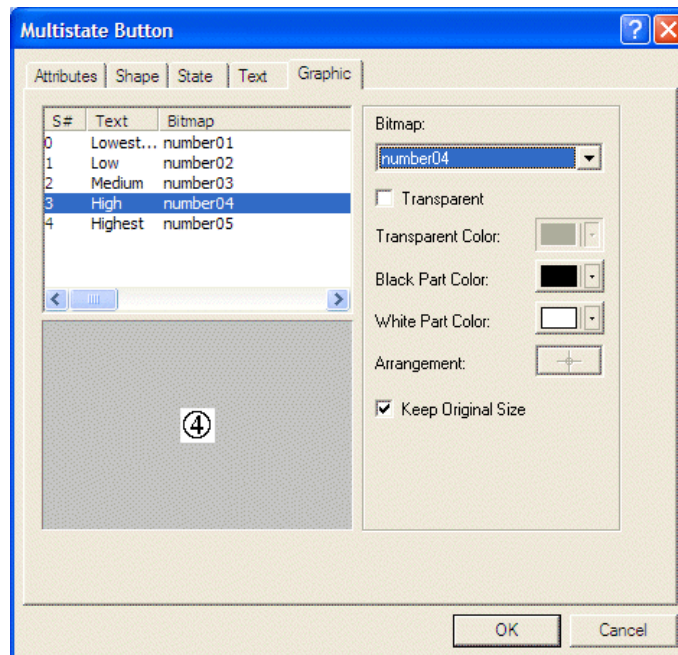 Multistate Button
Attributes Shape State Text Graphic
S# Text Bitmap
0 Lowest... number01
1 Low number02
2 Medium number03
3 High number04
4 Highest number05
④
Bitmap:
number04
Transparent
Transparent Color:
Black Part Color:
White Part Color:
Arrangement:
Keep Original Size
OK Cancel